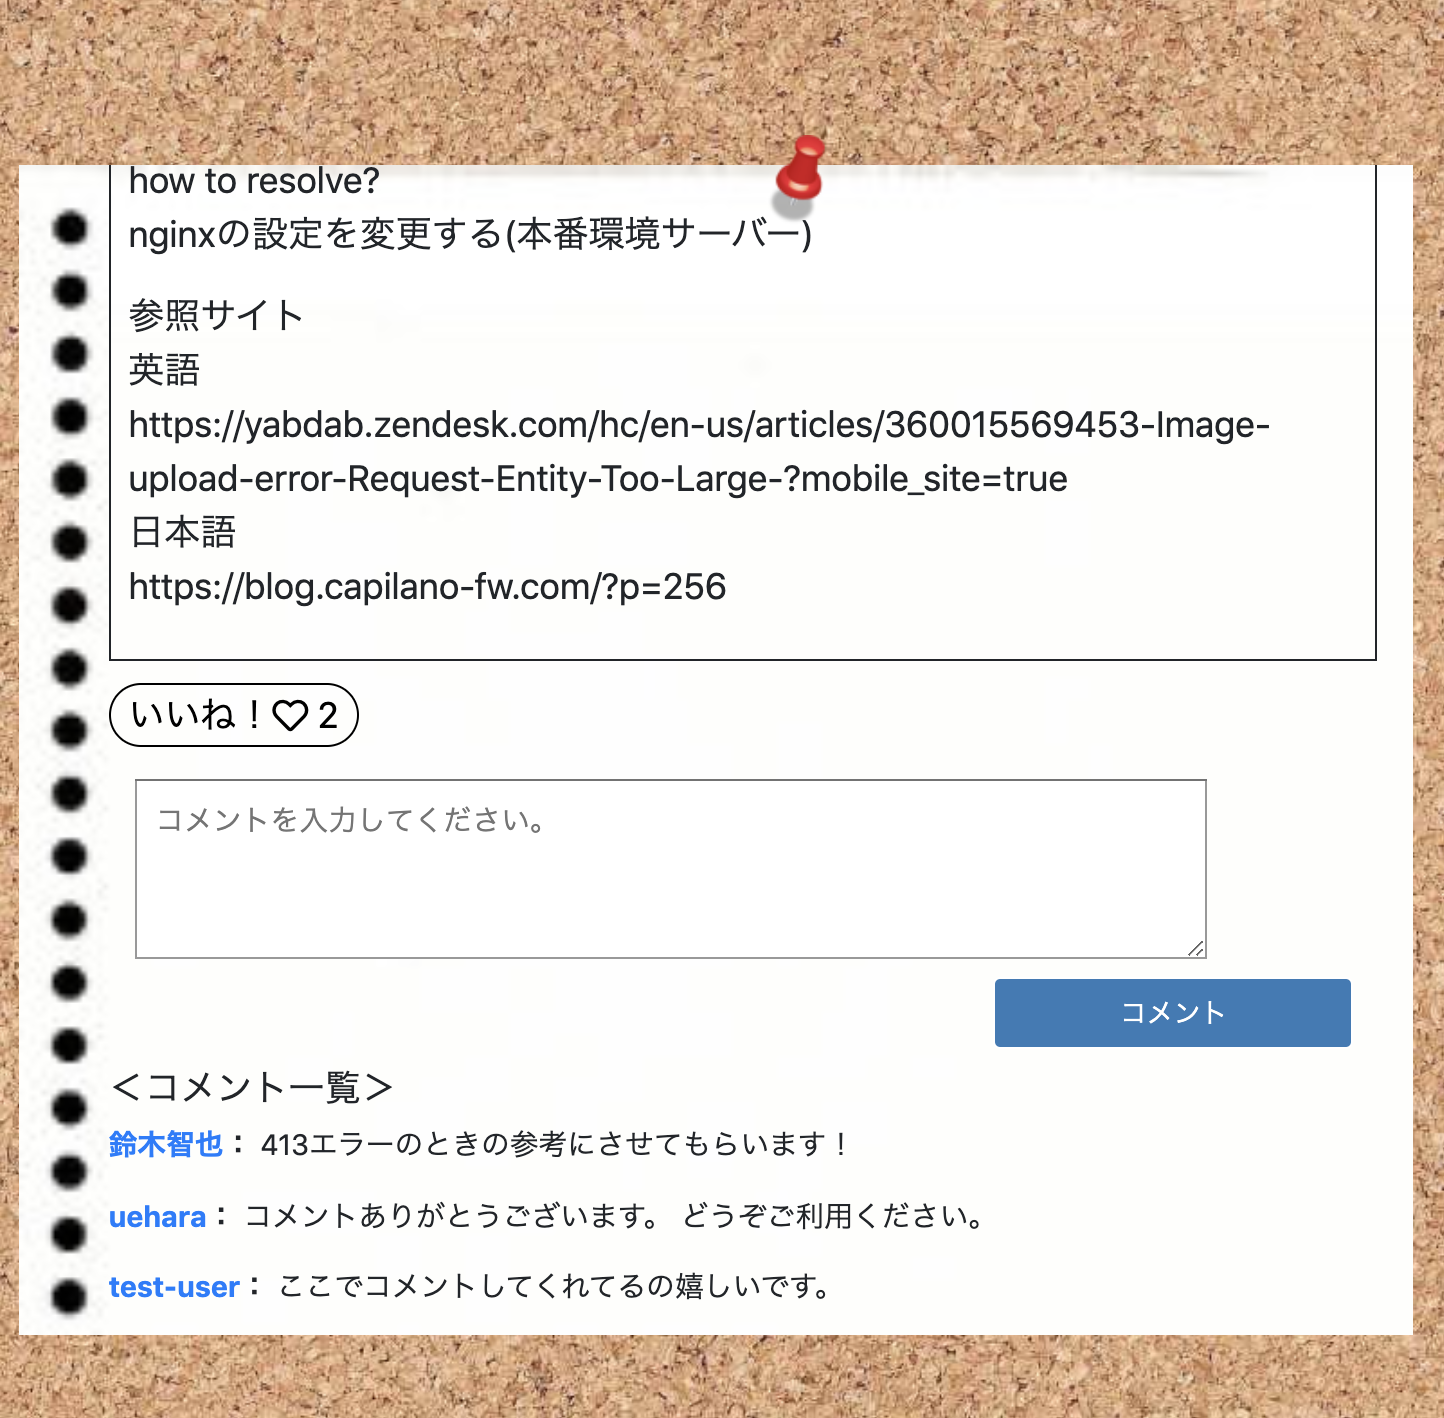 how to resolve?
nginxの設定を変更する(本番環境サーバー)
参照サイト
英語
https://yabdab.zendesk.com/hc/en-us/articles/360015569453-Image-
upload-error-Request-Entity-Too-Large-?mobile_site=true
日本語
https://blog.capilano-fw.com/?p=256
いいね！♡ 2
コメントを入力してください。
コメント
＜コメント一覧＞
鈴木智也： 413エラーのときの参考にさせてもらいます！
uehara： コメントありがとうございます。 どうぞご利用ください。
test-user： ここでコメントしてくれてるの嬉しいです。